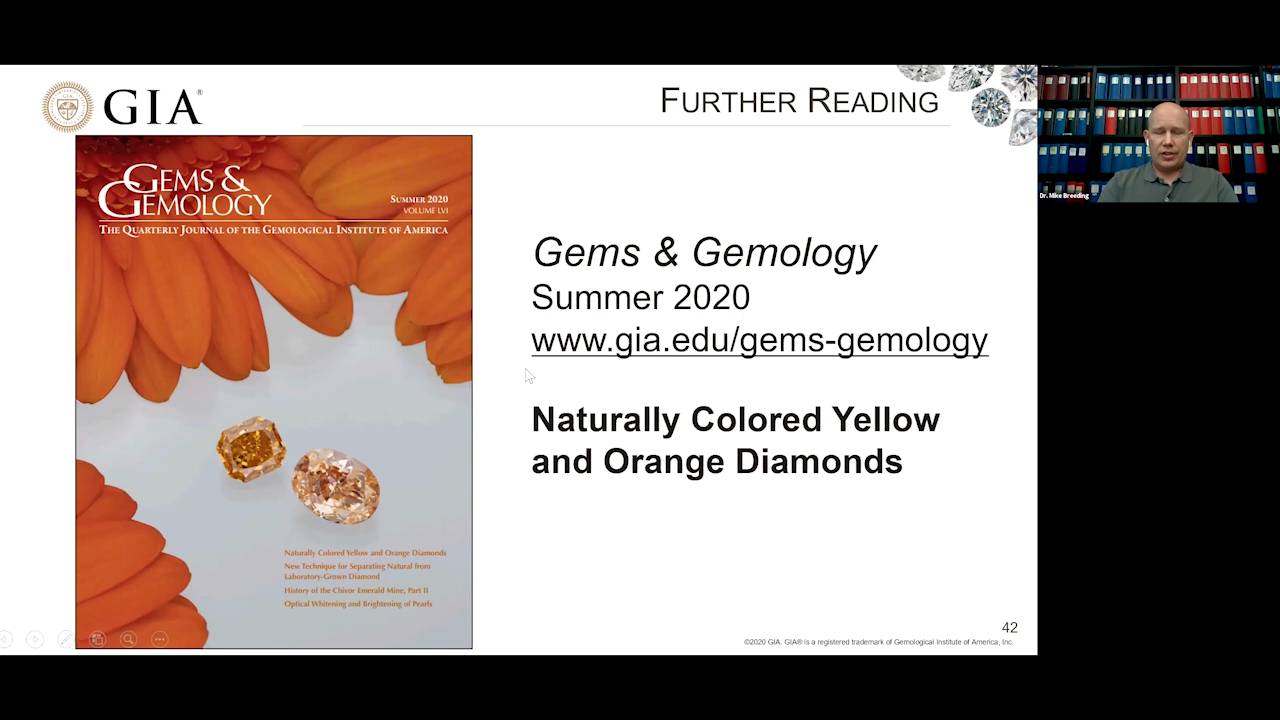 GIA®
FURTHER READING
GEMS &
GEMOLOGY
SUMMER 2020
VOLUME LVI
THE QUARTERLY JOURNAL OF THE GEMOLOGICAL INSTITUTE OF AMERICA
Naturally Colored Yellow and Orange Diamonds
New Technique for Separating Natural from
Laboratory-Grown Diamond
History of the Chivor Emerald Mine, Part II
Optical Whitening and Brightening of Pearls
Gems & Gemology
Summer 2020
www.gia.edu/gems-gemology
Naturally Colored Yellow
and Orange Diamonds
42
©2020 GIA. GIA® is a registered trademark of Gemological Institute of America, Inc.
Dr. Mike Breeding